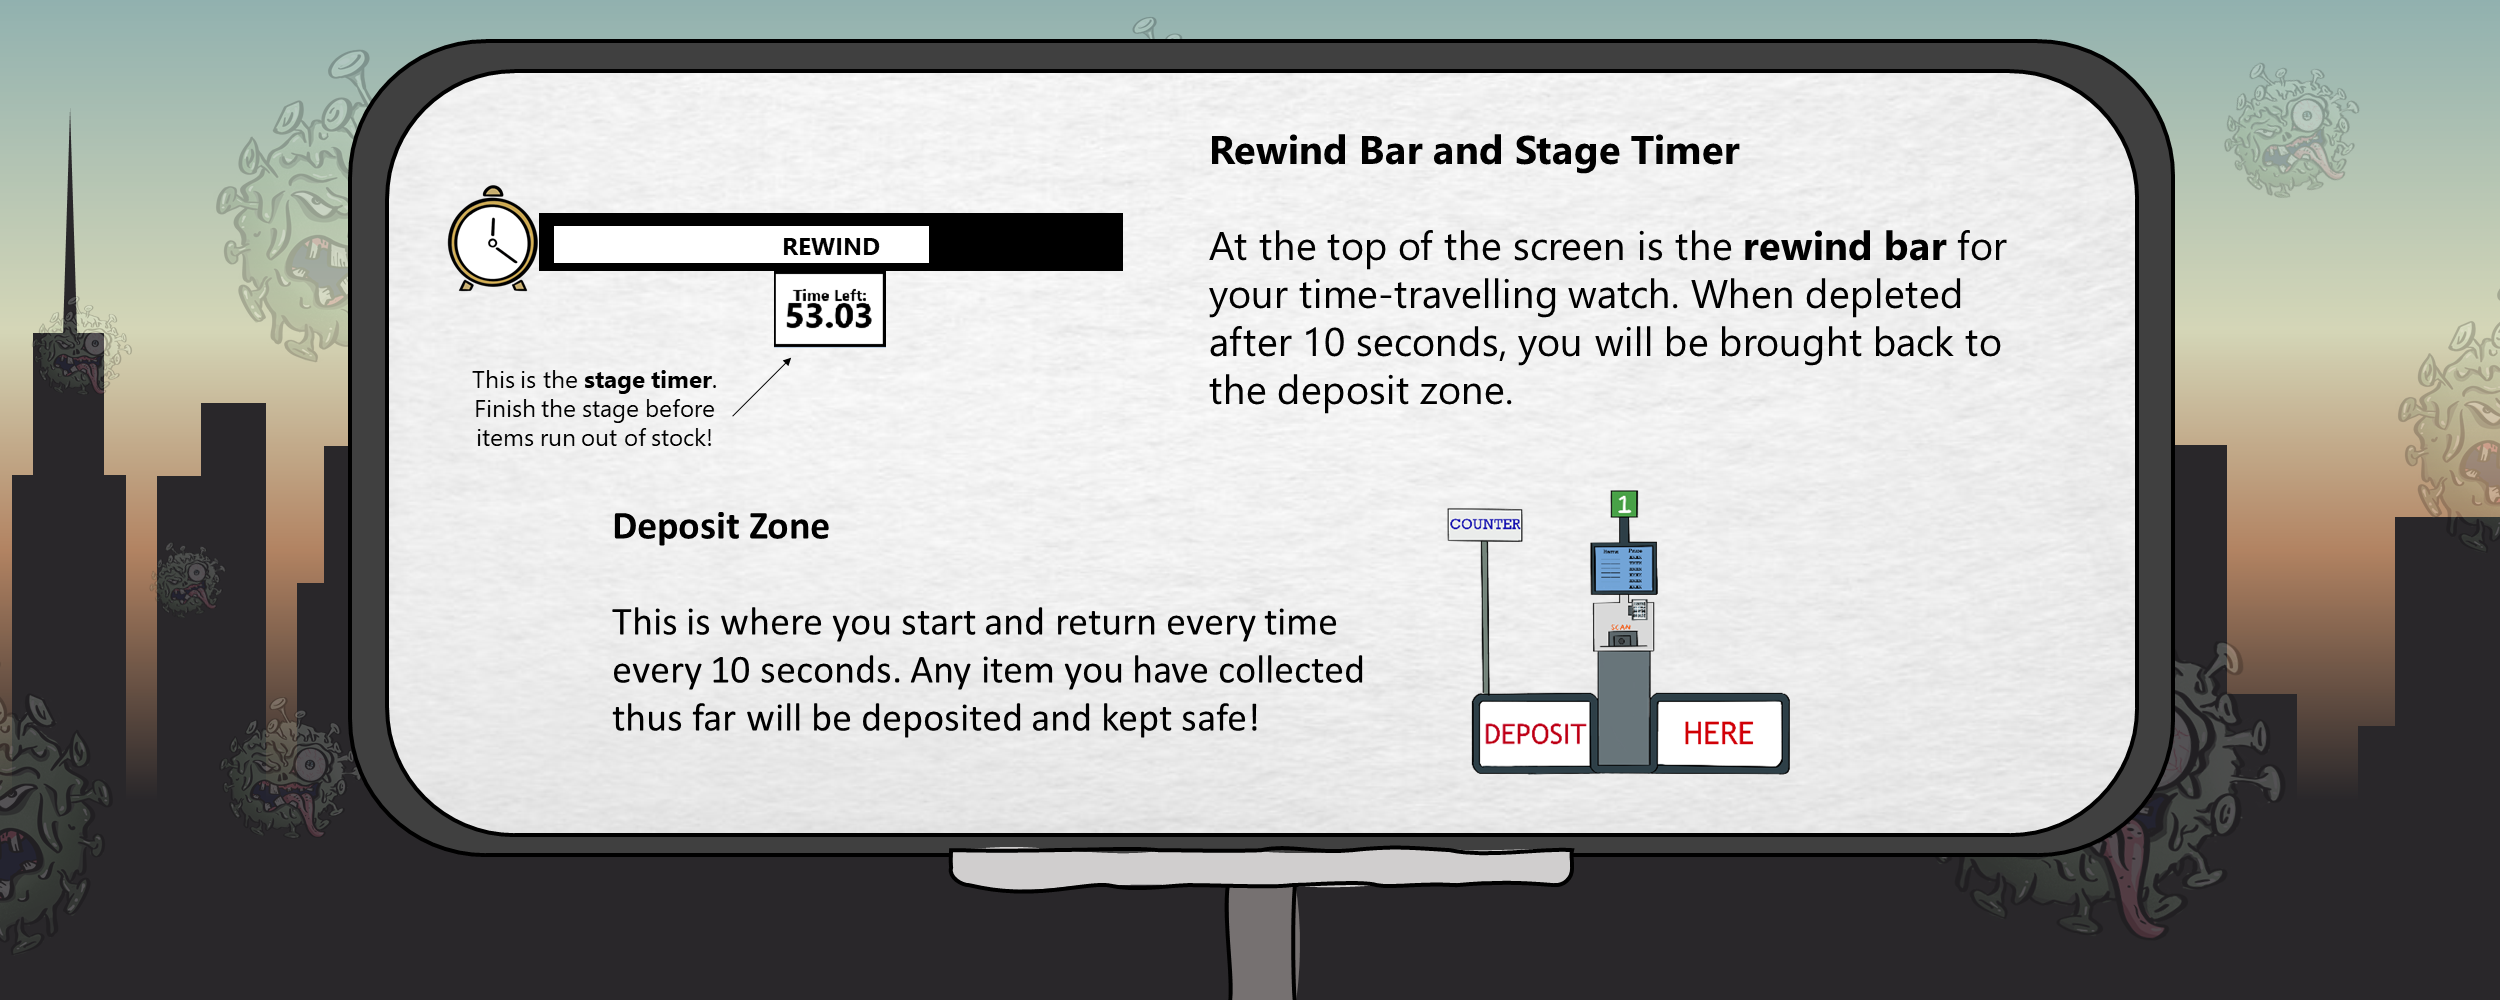 Rewind Bar and Stage Timer
REWIND
Time Left:
53.03
This is the stage timer.
Finish the stage before
items run out of stock!
At the top of the screen is the rewind bar for
your time-travelling watch. When depleted
after 10 seconds, you will be brought back to
the deposit zone.
Deposit Zone
This is where you start and return every time
every 10 seconds. Any item you have collected
thus far will be deposited and kept safe!
COUNTER
1
Items Price
SCAN
DEPOSIT HERE